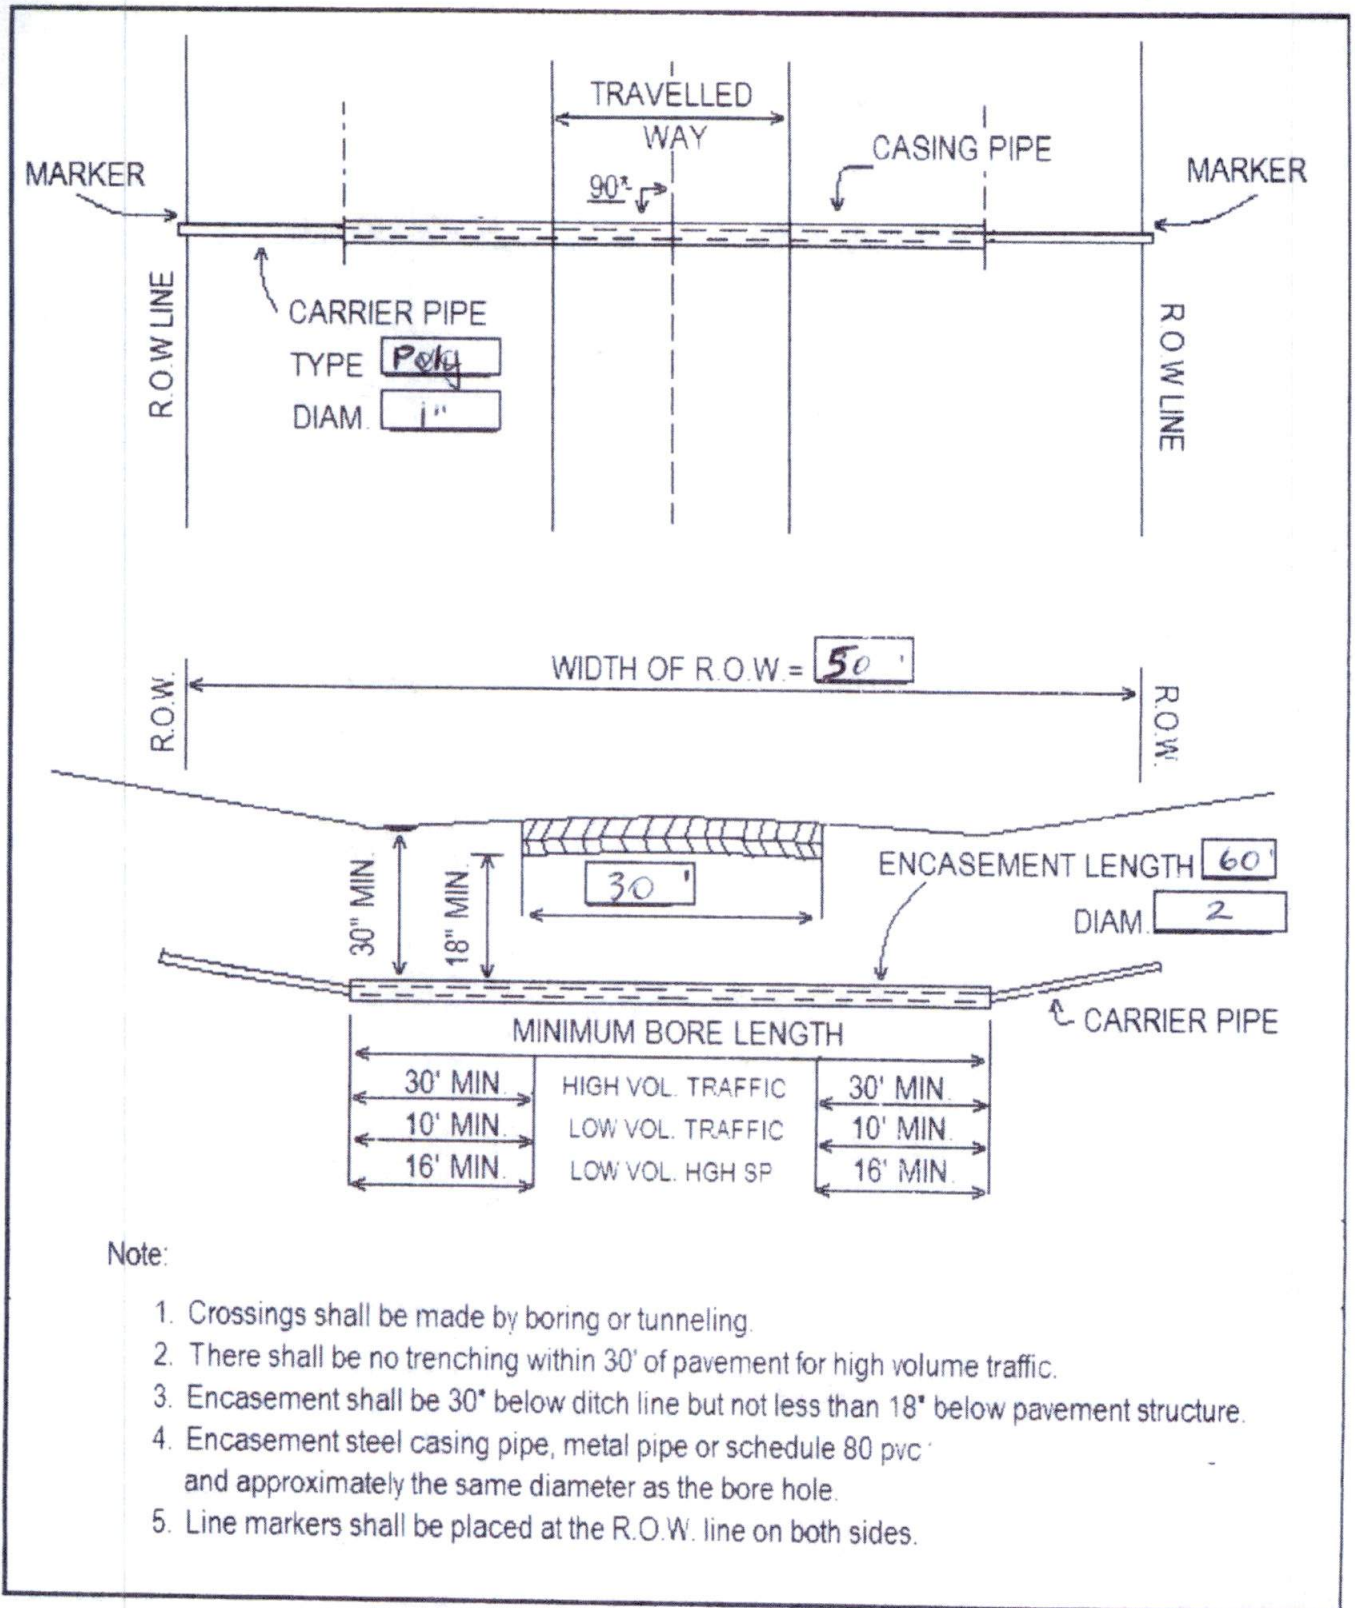 TRAVELLED
WAY
CASING PIPE
MARKER
MARKER
90°
R.O.W LINE
CARRIER PIPE
TYPE Poly
DIAM. 1"
R.O.W LINE
WIDTH OF R.O.W. = 50 '
R.O.W.
R.O.W.
30" MIN.
18" MIN.
30 '
ENCASEMENT LENGTH 60'
DIAM. 2
CARRIER PIPE
MINIMUM BORE LENGTH
30' MIN. HIGH VOL. TRAFFIC 30' MIN.
10' MIN. LOW VOL. TRAFFIC 10' MIN.
16' MIN. LOW VOL. HGH SP 16' MIN.
Note:
1. Crossings shall be made by boring or tunneling.
2. There shall be no trenching within 30' of pavement for high volume traffic.
3. Encasement shall be 30" below ditch line but not less than 18" below pavement structure.
4. Encasement steel casing pipe, metal pipe or schedule 80 pvc
and approximately the same diameter as the bore hole.
5. Line markers shall be placed at the R.O.W. line on both sides.